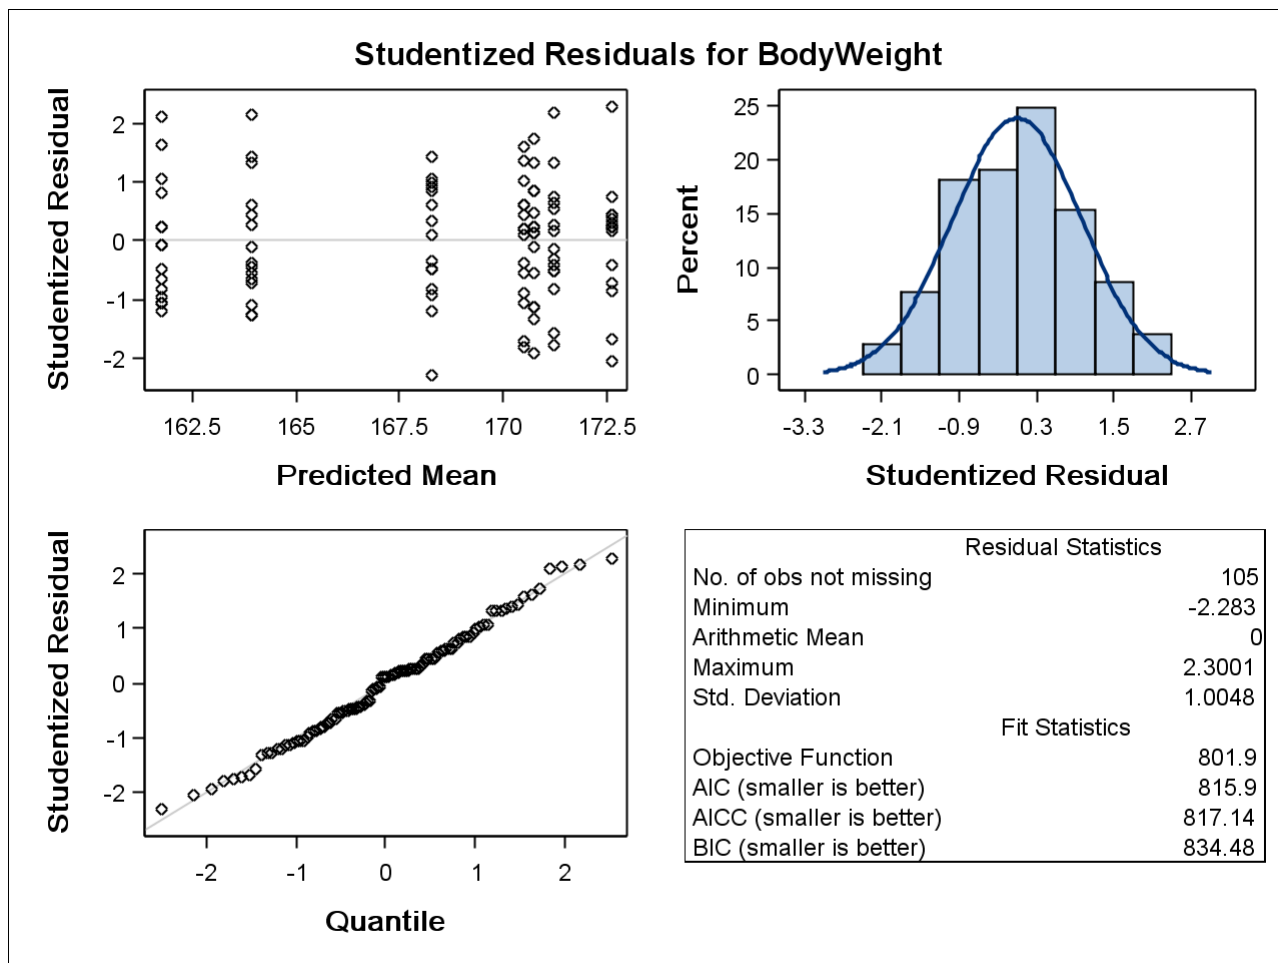 Studentized Residuals for BodyWeight
Studentized Residual
2
1
0
-1
-2
162.5 165 167.5 170 172.5
Predicted Mean
Percent
25
20
15
10
5
0
-3.3 -2.1 -0.9 0.3 1.5 2.7
Studentized Residual
Studentized Residual
2
1
0
-1
-2
-2 -1 0 1 2
Quantile
Residual Statistics
No. of obs not missing 105
Minimum -2.283
Arithmetic Mean 0
Maximum 2.3001
Std. Deviation 1.0048
Fit Statistics
Objective Function 801.9
AIC (smaller is better) 815.9
AICC (smaller is better) 817.14
BIC (smaller is better) 834.48